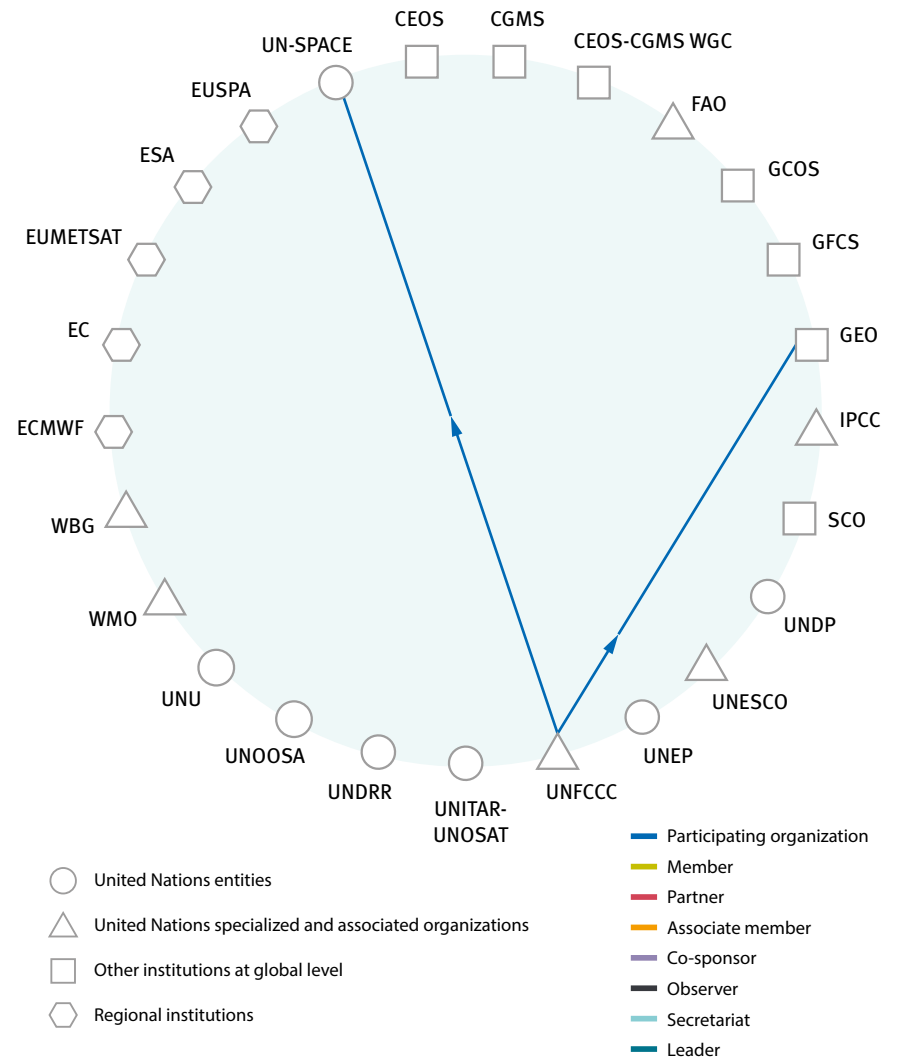 CEOS
CGMS
UN-SPACE
CEOS-CGMS WGC
EUSPA
FAO
ESA
GCOS
EUMETSAT
GFCS
EC
GEO
ECMWF
IPCC
WBG
SCO
WMO
UNDP
UNU
UNESCO
UNOOSA
UNEP
UNDRR
UNFCCC
UNITAR-
UNOSAT
United Nations entities
United Nations specialized and associated organizations
Other institutions at global level
Regional institutions
Participating organization
Member
Partner
Associate member
Co-sponsor
Observer
Secretariat
Leader